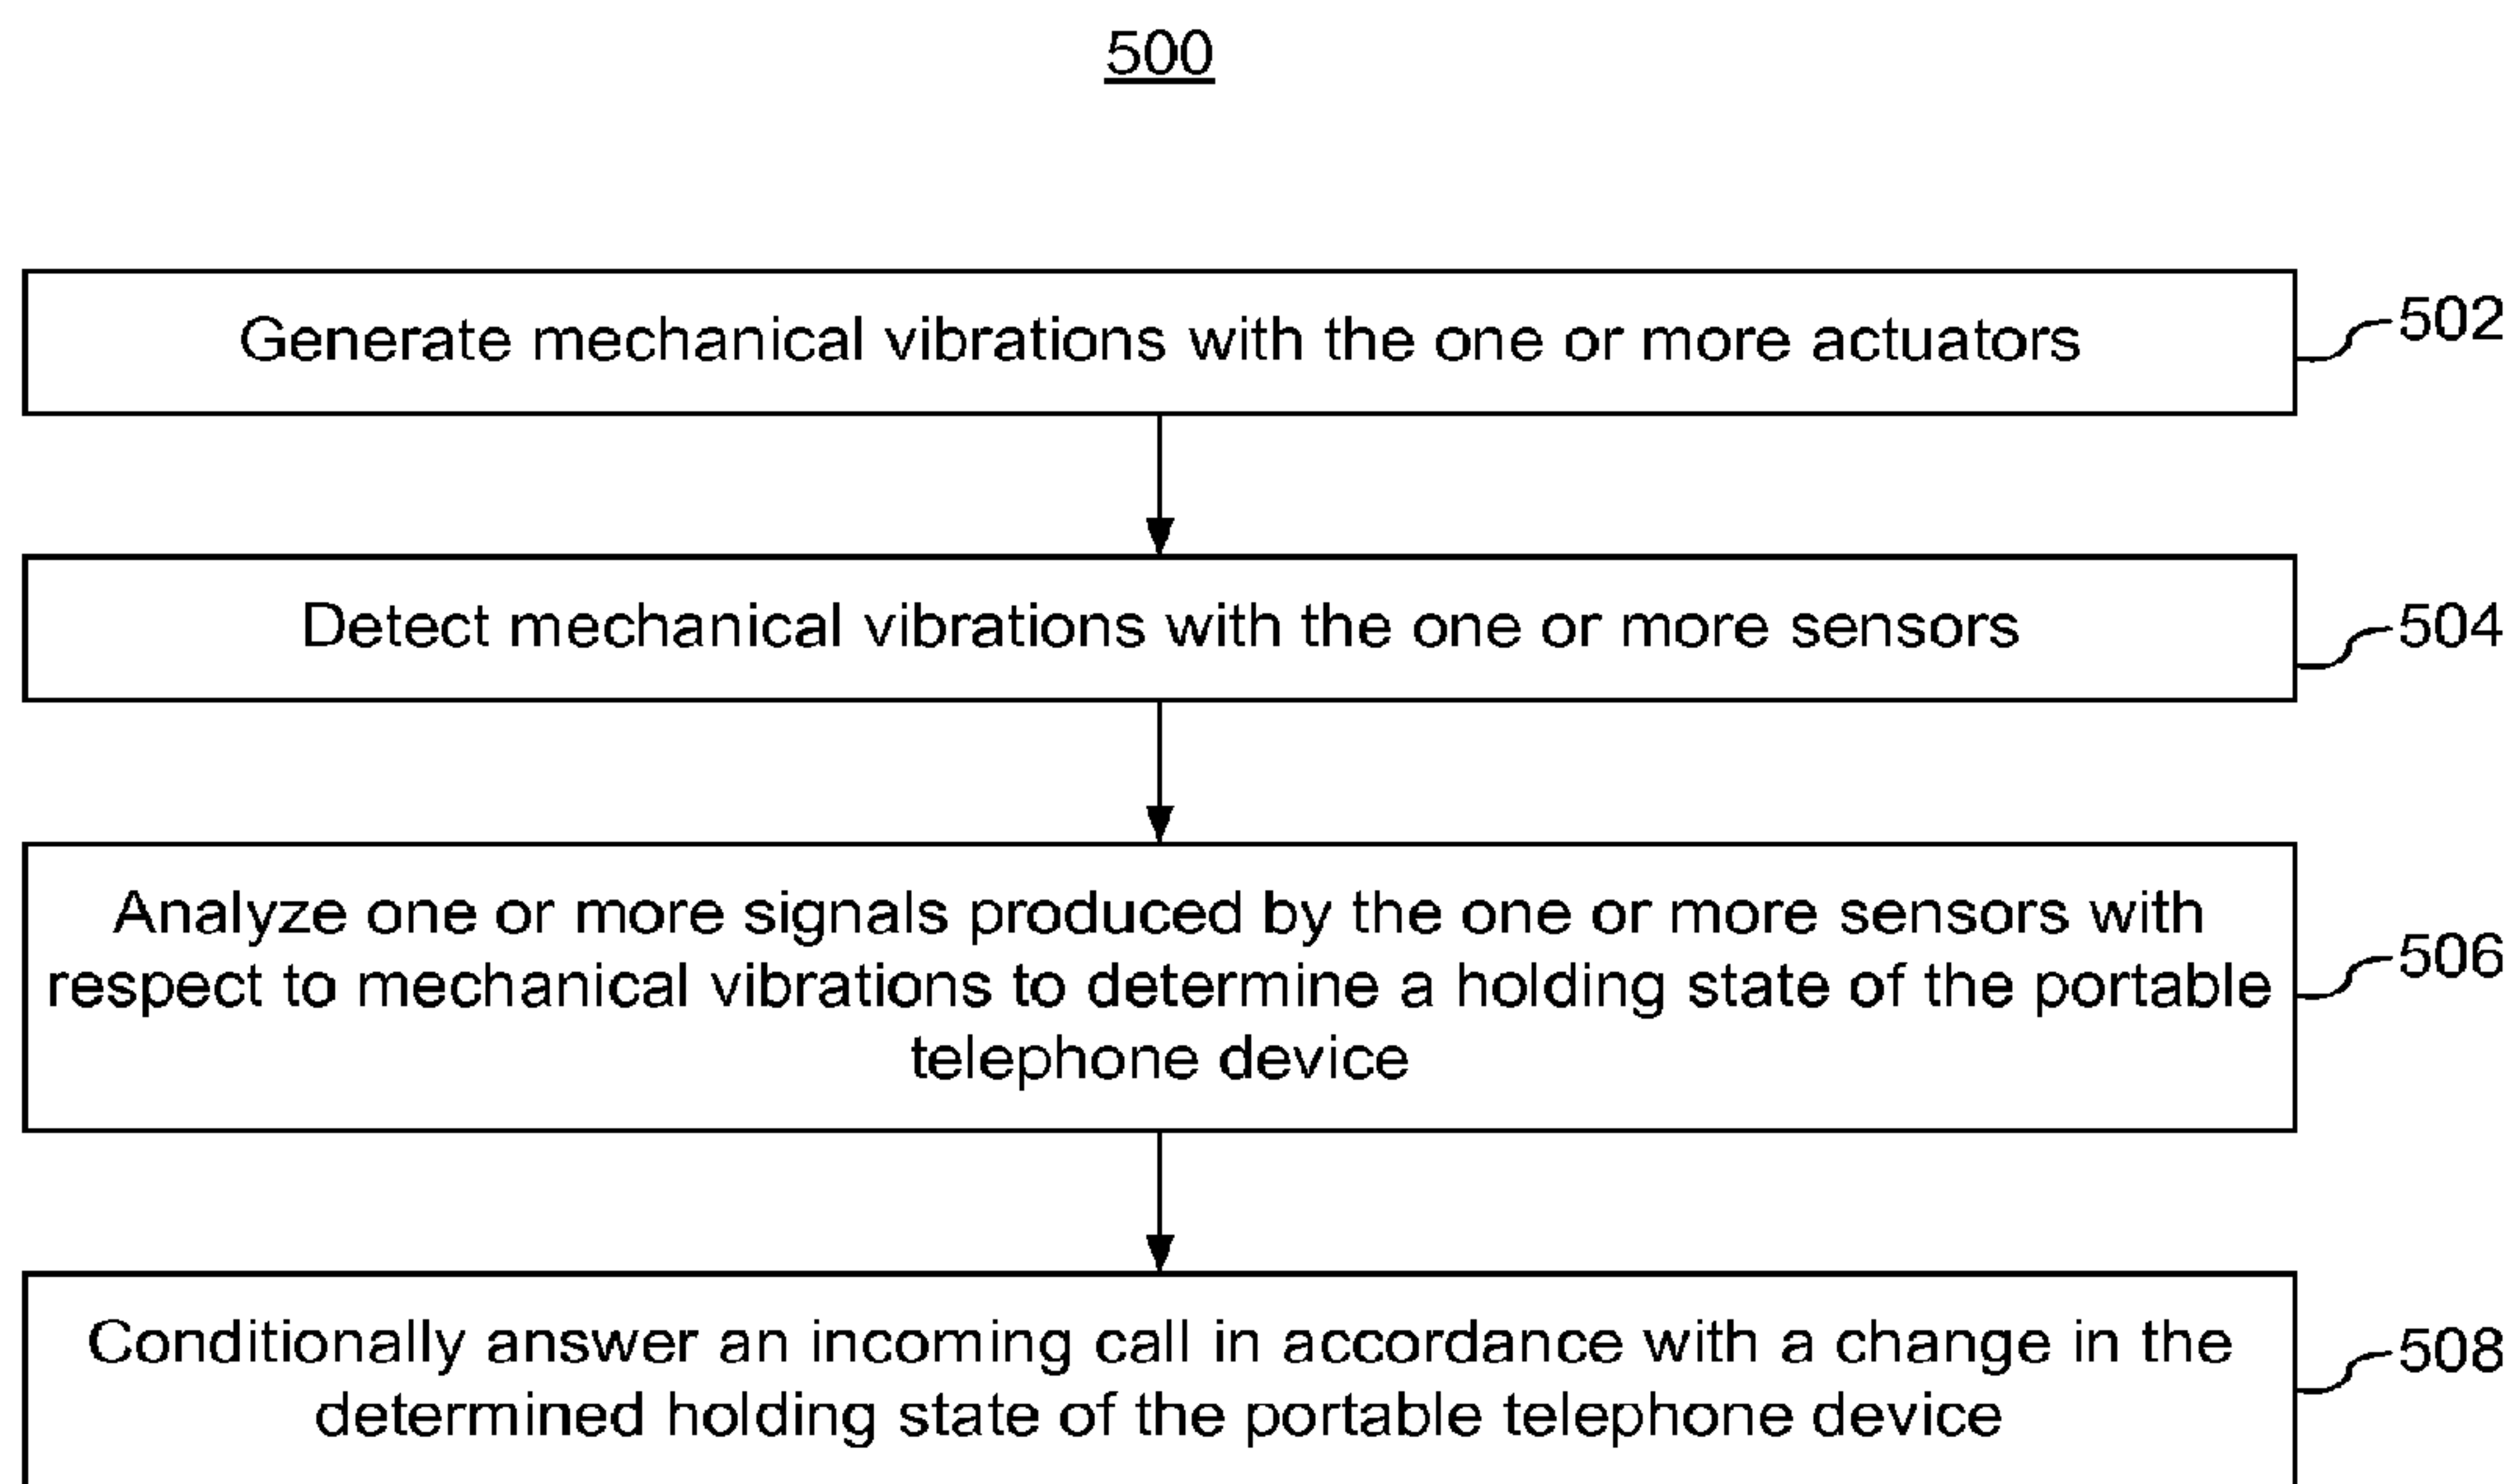 500
Generate mechanical vibrations with the one or more actuators
502
Detect mechanical vibrations with the one or more sensors
504
Analyze one or more signals produced by the one or more sensors with
respect to mechanical vibrations to determine a holding state of the portable
telephone device
506
Conditionally answer an incoming call in accordance with a change in the
determined holding state of the portable telephone device
508